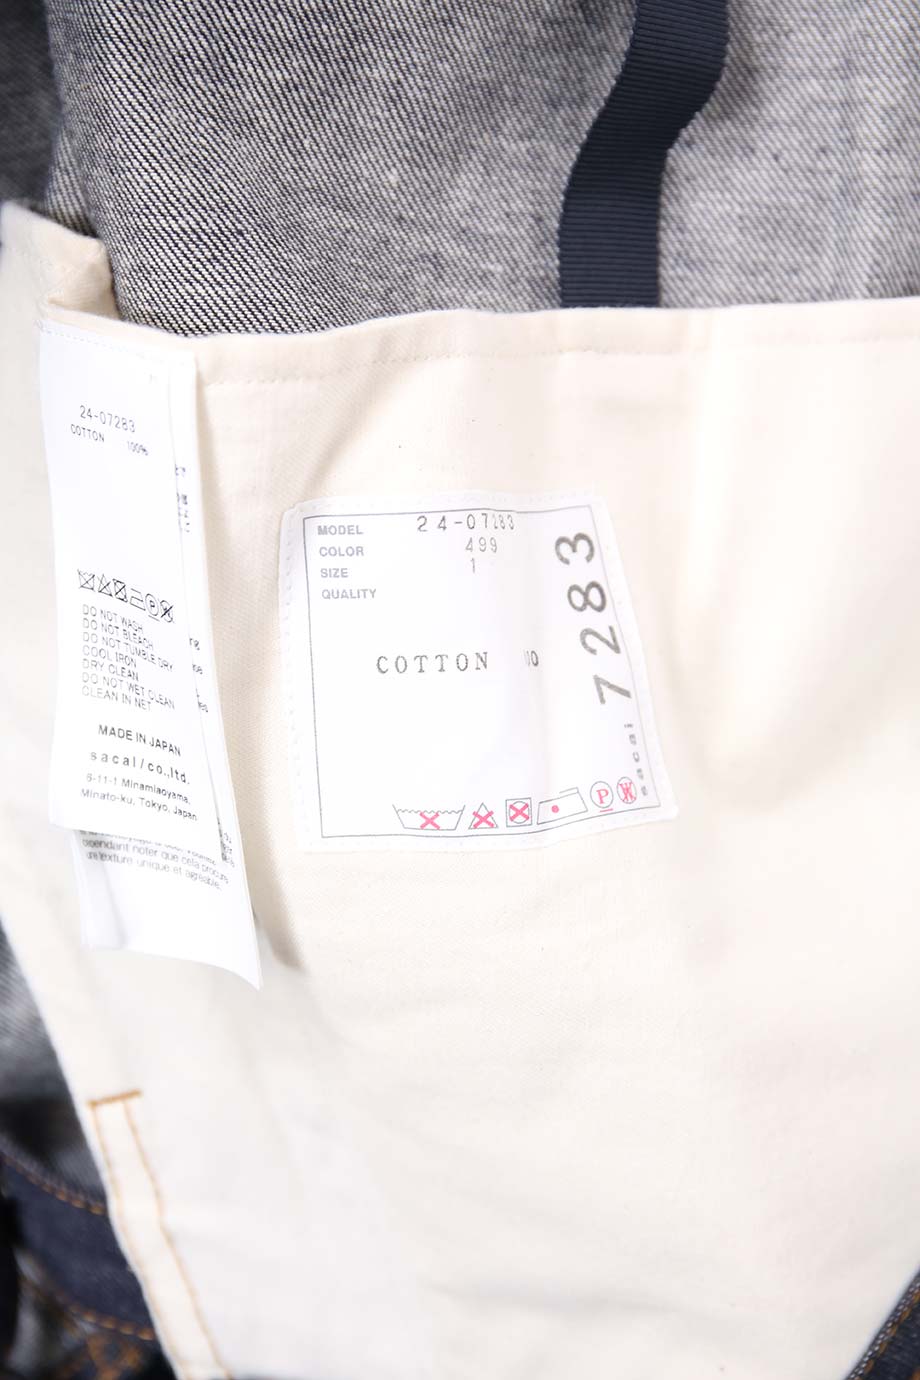 24-07283
COTTON 100%
DO NOT WASH
DO NOT BLEACH
DO NOT TUMBLE DRY
COOL IRON
DRY CLEAN
DO NOT WET CLEAN
CLEAN IN NET
MADE IN JAPAN
sacai/co.,ltd.
6-11-1 Minamiaoyama,
Minato-ku, Tokyo, Japan
cependant noter que cela procure
une texture unique et agréable.
MODEL 24-07283
COLOR 499
SIZE 1
QUALITY
COTTON
sacai 7283
P
W